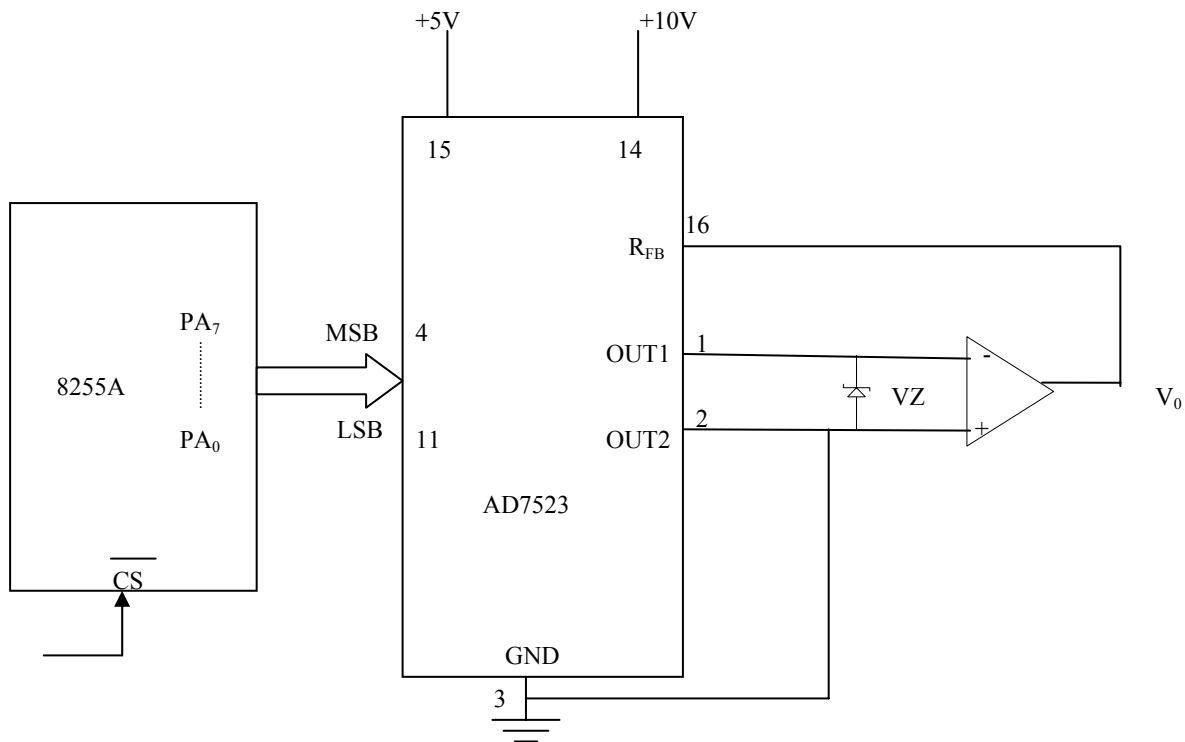 +5V
+10V
15
14
16
R_FB
PA₇
MSB
4
1
OUT1
8255A
-
VZ
V₀
LSB
2
PA₀
11
OUT2
+
AD7523
CS
GND
3